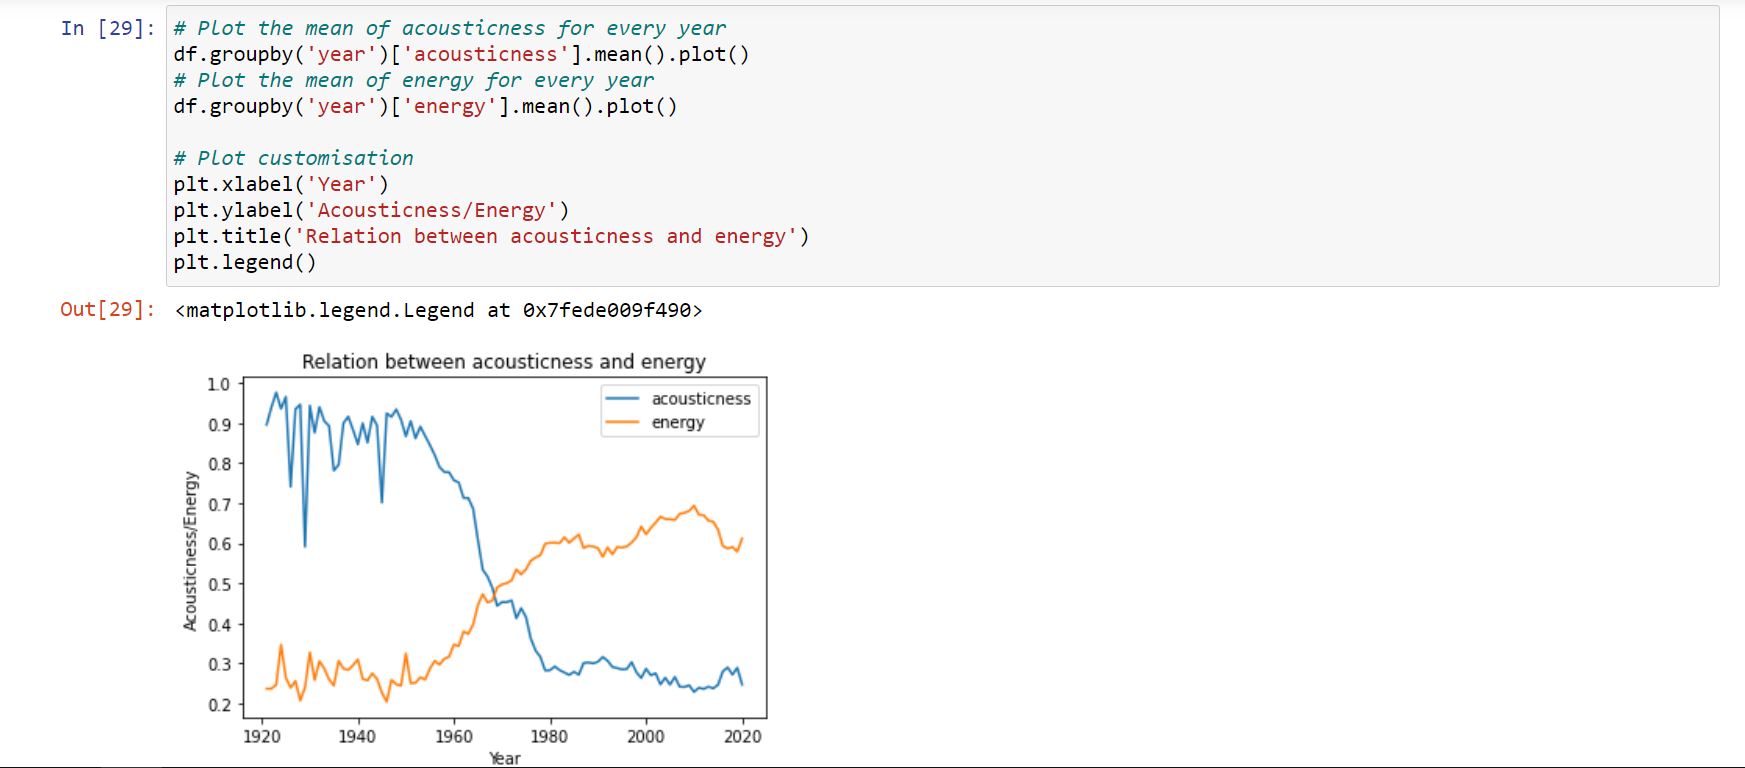 In [29]:
# Plot the mean of acousticness for every year
df.groupby('year')['acousticness'].mean().plot()
# Plot the mean of energy for every year
df.groupby('year')['energy'].mean().plot()
# Plot customisation
plt.xlabel('Year')
plt.ylabel('Acousticness/Energy')
plt.title('Relation between acousticness and energy')
plt.legend()
Out[29]: <matplotlib.legend.Legend at 0x7fede009f490>
Relation between acousticness and energy
acousticness
energy
Acousticness/Energy
1.0
0.9
0.8
0.7
0.6
0.5
0.4
0.3
0.2
1920 1940 1960 1980 2000 2020
Year